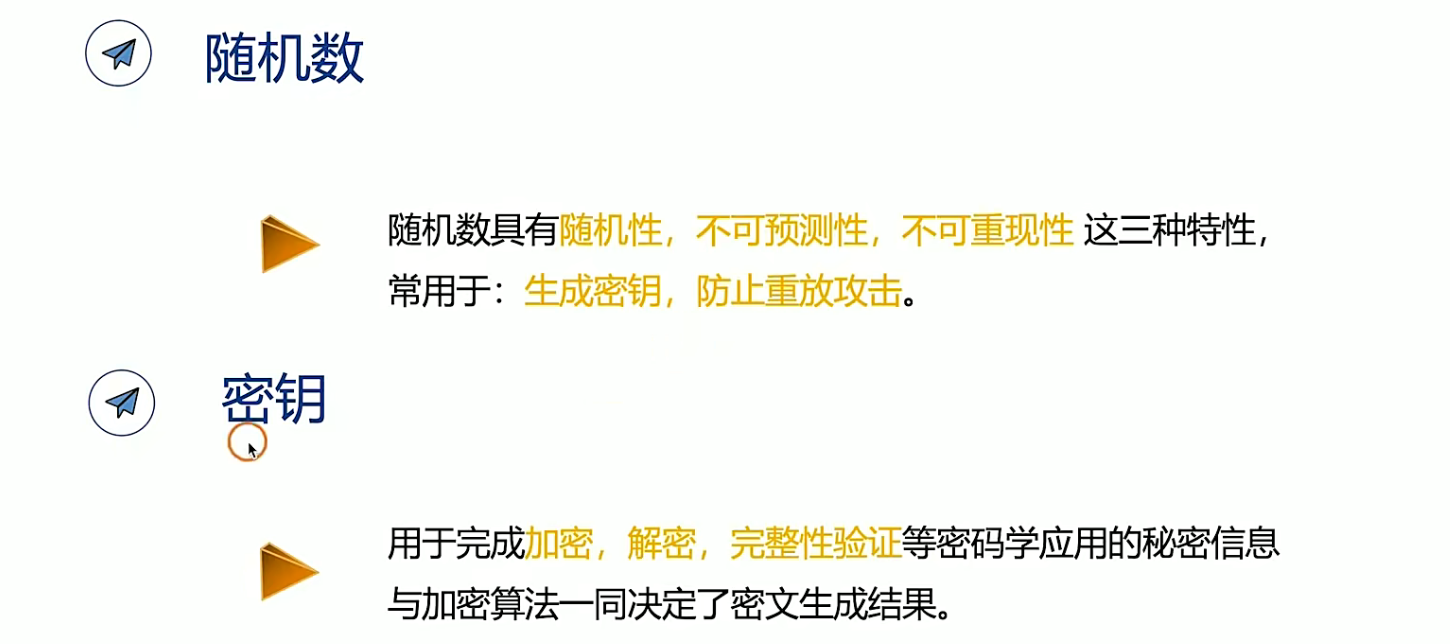 随机数
随机数具有随机性，不可预测性，不可重现性 这三种特性，
常用于：生成密钥，防止重放攻击。
密钥
用于完成加密，解密，完整性验证等密码学应用的秘密信息
与加密算法一同决定了密文生成结果。